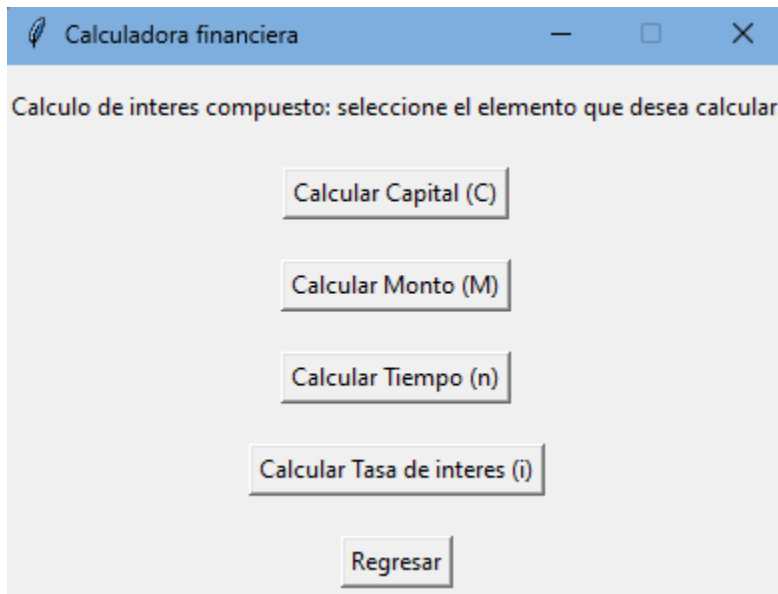 Calculadora financiera
Calculo de interes compuesto: seleccione el elemento que desea calcular
Calcular Capital (C)
Calcular Monto (M)
Calcular Tiempo (n)
Calcular Tasa de interes (i)
Regresar